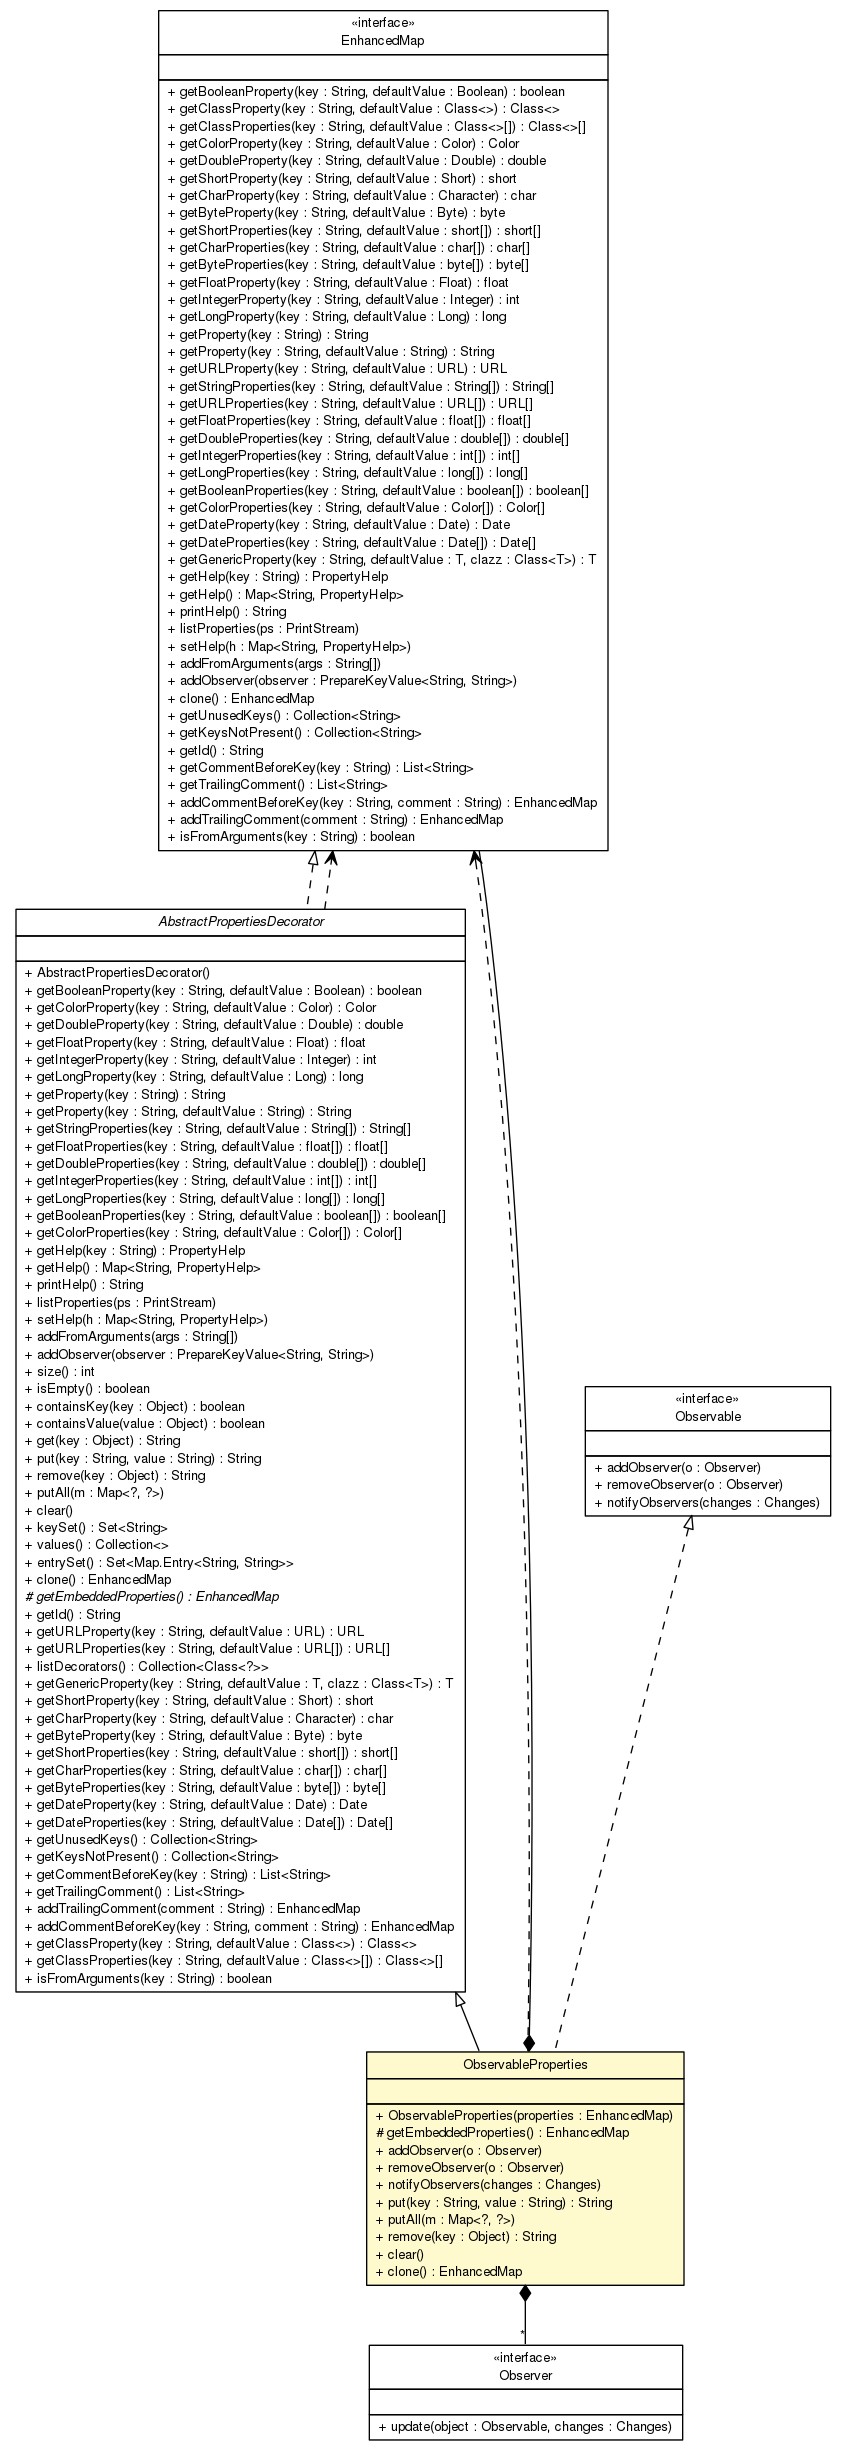 «interface»
EnhancedMap
+ getBooleanProperty(key : String, defaultValue : Boolean) : boolean
+ getClassProperty(key : String, defaultValue : Class<>) : Class<>
+ getClassProperties(key : String, defaultValue : Class<>[]) : Class<>[]
+ getColorProperty(key : String, defaultValue : Color) : Color
+ getDoubleProperty(key : String, defaultValue : Double) : double
+ getShortProperty(key : String, defaultValue : Short) : short
+ getCharProperty(key : String, defaultValue : Character) : char
+ getByteProperty(key : String, defaultValue : Byte) : byte
+ getShortProperties(key : String, defaultValue : short[]) : short[]
+ getCharProperties(key : String, defaultValue : char[]) : char[]
+ getByteProperties(key : String, defaultValue : byte[]) : byte[]
+ getFloatProperty(key : String, defaultValue : Float) : float
+ getIntegerProperty(key : String, defaultValue : Integer) : int
+ getLongProperty(key : String, defaultValue : Long) : long
+ getProperty(key : String) : String
+ getProperty(key : String, defaultValue : String) : String
+ getURLProperty(key : String, defaultValue : URL) : URL
+ getStringProperties(key : String, defaultValue : String[]) : String[]
+ getURLProperties(key : String, defaultValue : URL[]) : URL[]
+ getFloatProperties(key : String, defaultValue : float[]) : float[]
+ getDoubleProperties(key : String, defaultValue : double[]) : double[]
+ getIntegerProperties(key : String, defaultValue : int[]) : int[]
+ getLongProperties(key : String, defaultValue : long[]) : long[]
+ getBooleanProperties(key : String, defaultValue : boolean[]) : boolean[]
+ getColorProperties(key : String, defaultValue : Color[]) : Color[]
+ getDateProperty(key : String, defaultValue : Date) : Date
+ getDateProperties(key : String, defaultValue : Date[]) : Date[]
+ getGenericProperty(key : String, defaultValue : T, clazz : Class<T>) : T
+ getHelp(key : String) : PropertyHelp
+ getHelp() : Map<String, PropertyHelp>
+ printHelp() : String
+ listProperties(ps : PrintStream)
+ setHelp(h : Map<String, PropertyHelp>)
+ addFromArguments(args : String[])
+ addObserver(observer : PrepareKeyValue<String, String>)
+ clone() : EnhancedMap
+ getUnusedKeys() : Collection<String>
+ getKeysNotPresent() : Collection<String>
+ getId() : String
+ getCommentBeforeKey(key : String) : List<String>
+ getTrailingComment() : List<String>
+ addCommentBeforeKey(key : String, comment : String) : EnhancedMap
+ addTrailingComment(comment : String) : EnhancedMap
+ isFromArguments(key : String) : boolean
AbstractPropertiesDecorator
+ AbstractPropertiesDecorator()
+ getBooleanProperty(key : String, defaultValue : Boolean) : boolean
+ getColorProperty(key : String, defaultValue : Color) : Color
+ getDoubleProperty(key : String, defaultValue : Double) : double
+ getFloatProperty(key : String, defaultValue : Float) : float
+ getIntegerProperty(key : String, defaultValue : Integer) : int
+ getLongProperty(key : String, defaultValue : Long) : long
+ getProperty(key : String) : String
+ getProperty(key : String, defaultValue : String) : String
+ getStringProperties(key : String, defaultValue : String[]) : String[]
+ getFloatProperties(key : String, defaultValue : float[]) : float[]
+ getDoubleProperties(key : String, defaultValue : double[]) : double[]
+ getIntegerProperties(key : String, defaultValue : int[]) : int[]
+ getLongProperties(key : String, defaultValue : long[]) : long[]
+ getBooleanProperties(key : String, defaultValue : boolean[]) : boolean[]
+ getColorProperties(key : String, defaultValue : Color[]) : Color[]
+ getHelp(key : String) : PropertyHelp
+ getHelp() : Map<String, PropertyHelp>
+ printHelp() : String
+ listProperties(ps : PrintStream)
+ setHelp(h : Map<String, PropertyHelp>)
+ addFromArguments(args : String[])
+ addObserver(observer : PrepareKeyValue<String, String>)
+ size() : int
+ isEmpty() : boolean
+ containsKey(key : Object) : boolean
+ containsValue(value : Object) : boolean
+ get(key : Object) : String
+ put(key : String, value : String) : String
+ remove(key : Object) : String
+ putAll(m : Map<?, ?>)
+ clear()
+ keySet() : Set<String>
+ values() : Collection<>
+ entrySet() : Set<Map.Entry<String, String>>
+ clone() : EnhancedMap
# getEmbeddedProperties() : EnhancedMap
+ getId() : String
+ getURLProperty(key : String, defaultValue : URL) : URL
+ getURLProperties(key : String, defaultValue : URL[]) : URL[]
+ listDecorators() : Collection<Class<?>>
+ getGenericProperty(key : String, defaultValue : T, clazz : Class<T>) : T
+ getShortProperty(key : String, defaultValue : Short) : short
+ getCharProperty(key : String, defaultValue : Character) : char
+ getByteProperty(key : String, defaultValue : Byte) : byte
+ getShortProperties(key : String, defaultValue : short[]) : short[]
+ getCharProperties(key : String, defaultValue : char[]) : char[]
+ getByteProperties(key : String, defaultValue : byte[]) : byte[]
+ getDateProperty(key : String, defaultValue : Date) : Date
+ getDateProperties(key : String, defaultValue : Date[]) : Date[]
+ getUnusedKeys() : Collection<String>
+ getKeysNotPresent() : Collection<String>
+ getCommentBeforeKey(key : String) : List<String>
+ getTrailingComment() : List<String>
+ addTrailingComment(comment : String) : EnhancedMap
+ addCommentBeforeKey(key : String, comment : String) : EnhancedMap
+ getClassProperty(key : String, defaultValue : Class<>) : Class<>
+ getClassProperties(key : String, defaultValue : Class<>[]) : Class<>[]
+ isFromArguments(key : String) : boolean
«interface»
Observable
+ addObserver(o : Observer)
+ removeObserver(o : Observer)
+ notifyObservers(changes : Changes)
ObservableProperties
+ ObservableProperties(properties : EnhancedMap)
# getEmbeddedProperties() : EnhancedMap
+ addObserver(o : Observer)
+ removeObserver(o : Observer)
+ notifyObservers(changes : Changes)
+ put(key : String, value : String) : String
+ putAll(m : Map<?, ?>)
+ remove(key : Object) : String
+ clear()
+ clone() : EnhancedMap
*
«interface»
Observer
+ update(object : Observable, changes : Changes)